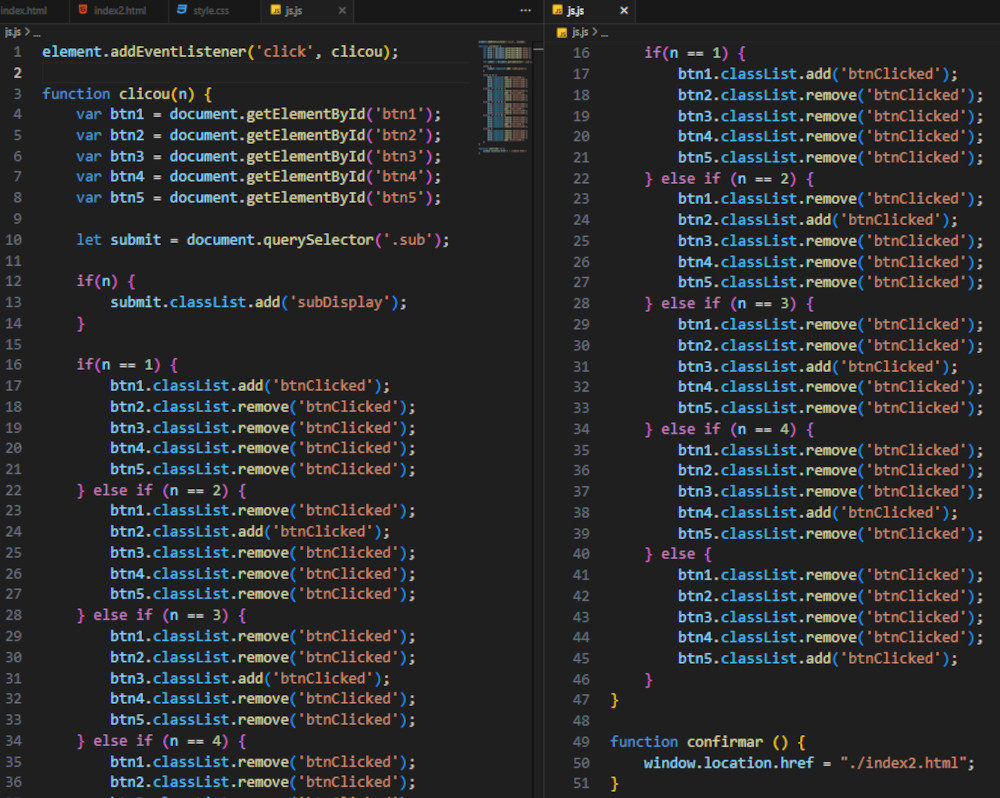 index.html index2.html style.css js.js
js.js > ...
1 element.addEventListener('click', clicou);
2
3 function clicou(n) {
4 var btn1 = document.getElementById('btn1');
5 var btn2 = document.getElementById('btn2');
6 var btn3 = document.getElementById('btn3');
7 var btn4 = document.getElementById('btn4');
8 var btn5 = document.getElementById('btn5');
9
10 let submit = document.querySelector('.sub');
11
12 if(n) {
13 submit.classList.add('subDisplay');
14 }
15
16 if(n == 1) {
17 btn1.classList.add('btnClicked');
18 btn2.classList.remove('btnClicked');
19 btn3.classList.remove('btnClicked');
20 btn4.classList.remove('btnClicked');
21 btn5.classList.remove('btnClicked');
22 } else if (n == 2) {
23 btn1.classList.remove('btnClicked');
24 btn2.classList.add('btnClicked');
25 btn3.classList.remove('btnClicked');
26 btn4.classList.remove('btnClicked');
27 btn5.classList.remove('btnClicked');
28 } else if (n == 3) {
29 btn1.classList.remove('btnClicked');
30 btn2.classList.remove('btnClicked');
31 btn3.classList.add('btnClicked');
32 btn4.classList.remove('btnClicked');
33 btn5.classList.remove('btnClicked');
34 } else if (n == 4) {
35 btn1.classList.remove('btnClicked');
36 btn2.classList.remove('btnClicked');
js.js
js.js > ...
16 if(n == 1) {
17 btn1.classList.add('btnClicked');
18 btn2.classList.remove('btnClicked');
19 btn3.classList.remove('btnClicked');
20 btn4.classList.remove('btnClicked');
21 btn5.classList.remove('btnClicked');
22 } else if (n == 2) {
23 btn1.classList.remove('btnClicked');
24 btn2.classList.add('btnClicked');
25 btn3.classList.remove('btnClicked');
26 btn4.classList.remove('btnClicked');
27 btn5.classList.remove('btnClicked');
28 } else if (n == 3) {
29 btn1.classList.remove('btnClicked');
30 btn2.classList.remove('btnClicked');
31 btn3.classList.add('btnClicked');
32 btn4.classList.remove('btnClicked');
33 btn5.classList.remove('btnClicked');
34 } else if (n == 4) {
35 btn1.classList.remove('btnClicked');
36 btn2.classList.remove('btnClicked');
37 btn3.classList.remove('btnClicked');
38 btn4.classList.add('btnClicked');
39 btn5.classList.remove('btnClicked');
40 } else {
41 btn1.classList.remove('btnClicked');
42 btn2.classList.remove('btnClicked');
43 btn3.classList.remove('btnClicked');
44 btn4.classList.remove('btnClicked');
45 btn5.classList.add('btnClicked');
46 }
47 }
48
49 function confirmar () {
50 window.location.href = "./index2.html";
51 }